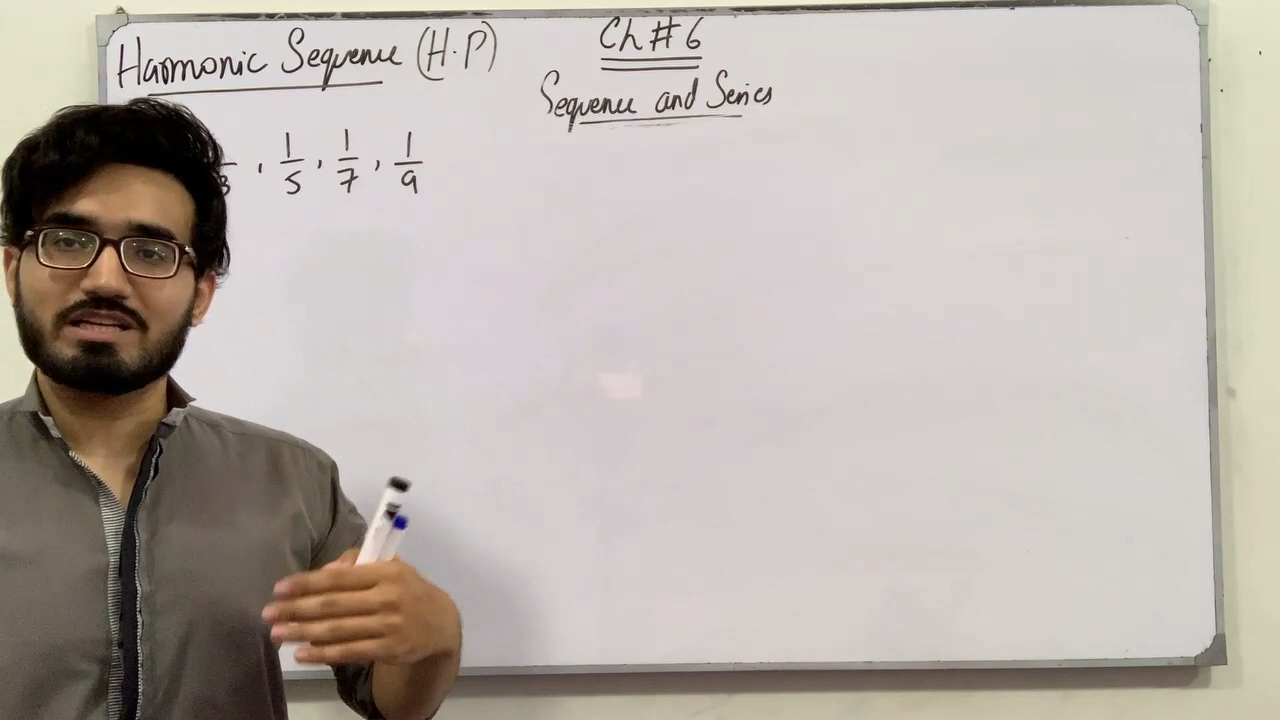 Harmonic Sequence (H.P)
Ch # 6
Sequence and Series
, 1/5, 1/7, 1/9